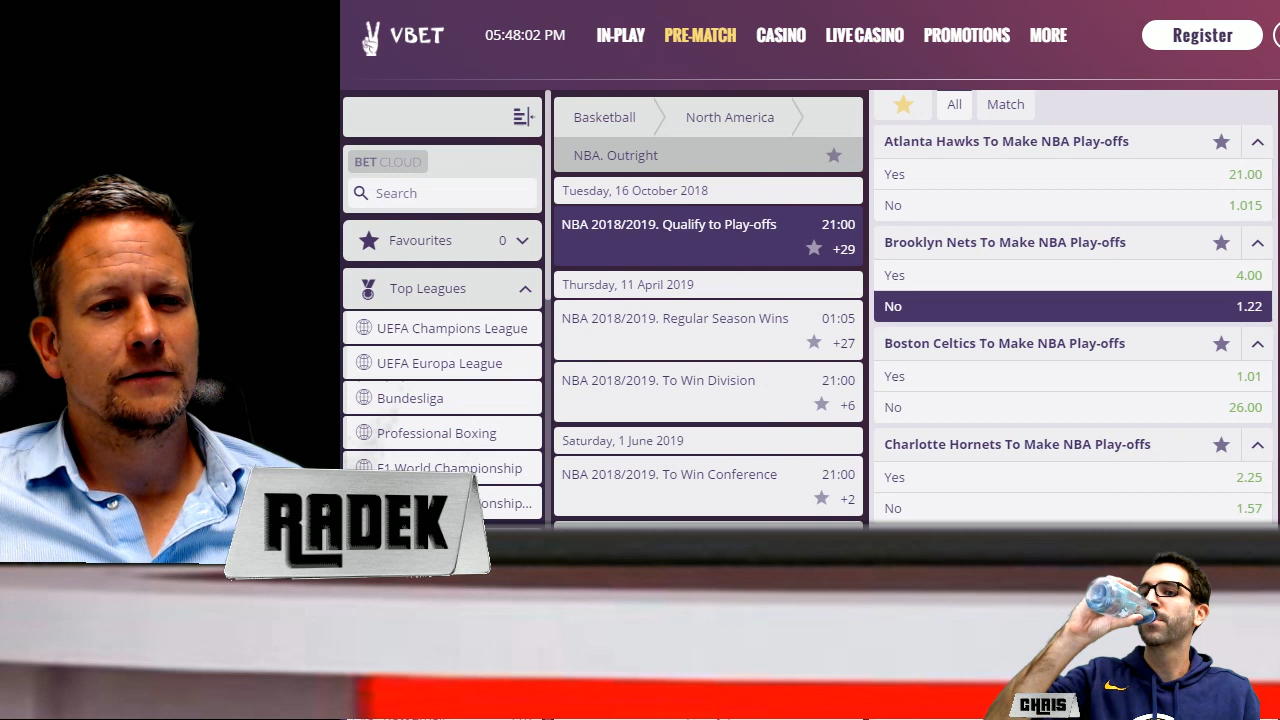 VBET
05:48:02 PM
IN-PLAY
PRE-MATCH
CASINO
LIVE CASINO
PROMOTIONS
MORE
Register
BET CLOUD
Search
Favourites 0
Top Leagues
UEFA Champions League
UEFA Europa League
Bundesliga
Professional Boxing
F1 World Championship
onship...
Basketball
North America
NBA. Outright
Tuesday, 16 October 2018
NBA 2018/2019. Qualify to Play-offs 21:00
+29
Thursday, 11 April 2019
NBA 2018/2019. Regular Season Wins 01:05
+27
NBA 2018/2019. To Win Division 21:00
+6
Saturday, 1 June 2019
NBA 2018/2019. To Win Conference 21:00
+2
All
Match
Atlanta Hawks To Make NBA Play-offs
Yes 21.00
No 1.015
Brooklyn Nets To Make NBA Play-offs
Yes 4.00
No 1.22
Boston Celtics To Make NBA Play-offs
Yes 1.01
No 26.00
Charlotte Hornets To Make NBA Play-offs
Yes 2.25
No 1.57
RADEK
CHRIS